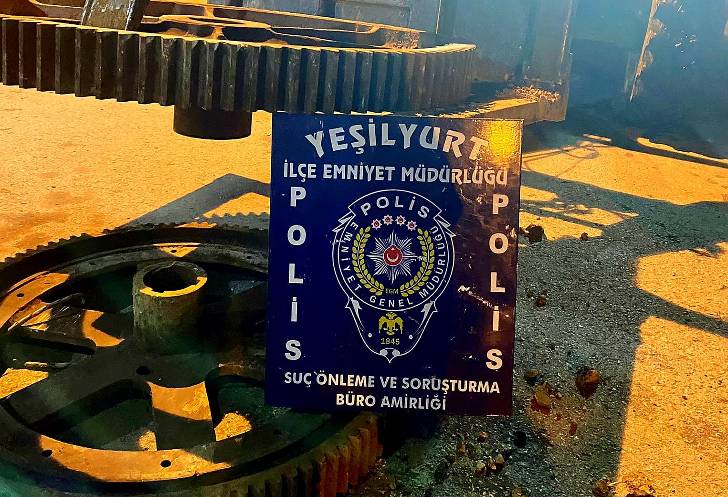 YEŞİLYURT
İLÇE EMNİYET MÜDÜRLÜĞÜ
POLİS
POLİS
POLİS
EMNİYET GENEL MÜDÜRLÜĞÜ
EGM
1845
SUÇ ÖNLEME VE SORUŞTURMA
BÜRO AMİRLİĞİ